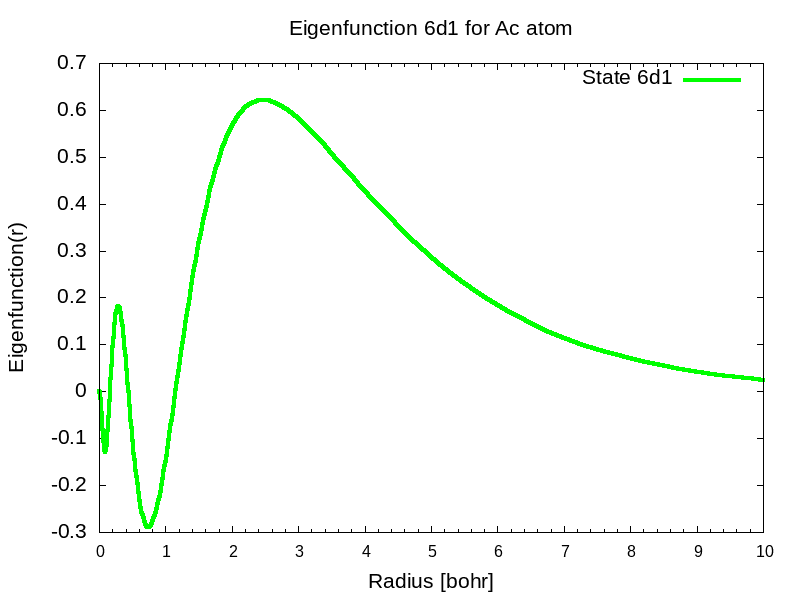 Eigenfunction 6d1 for Ac atom
State 6d1
Eigenfunction(r)
0.7
0.6
0.5
0.4
0.3
0.2
0.1
0
-0.1
-0.2
-0.3
0 1 2 3 4 5 6 7 8 9 10
Radius [bohr]